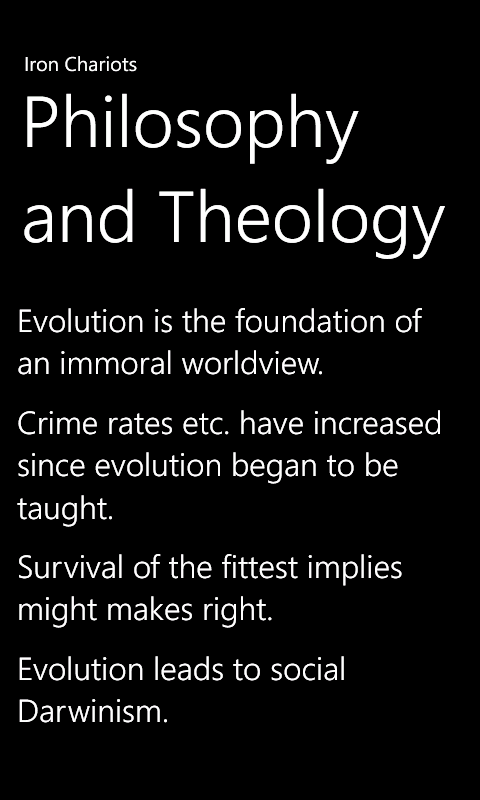 Iron Chariots
Philosophy
and Theology
Evolution is the foundation of
an immoral worldview.
Crime rates etc. have increased
since evolution began to be
taught.
Survival of the fittest implies
might makes right.
Evolution leads to social
Darwinism.